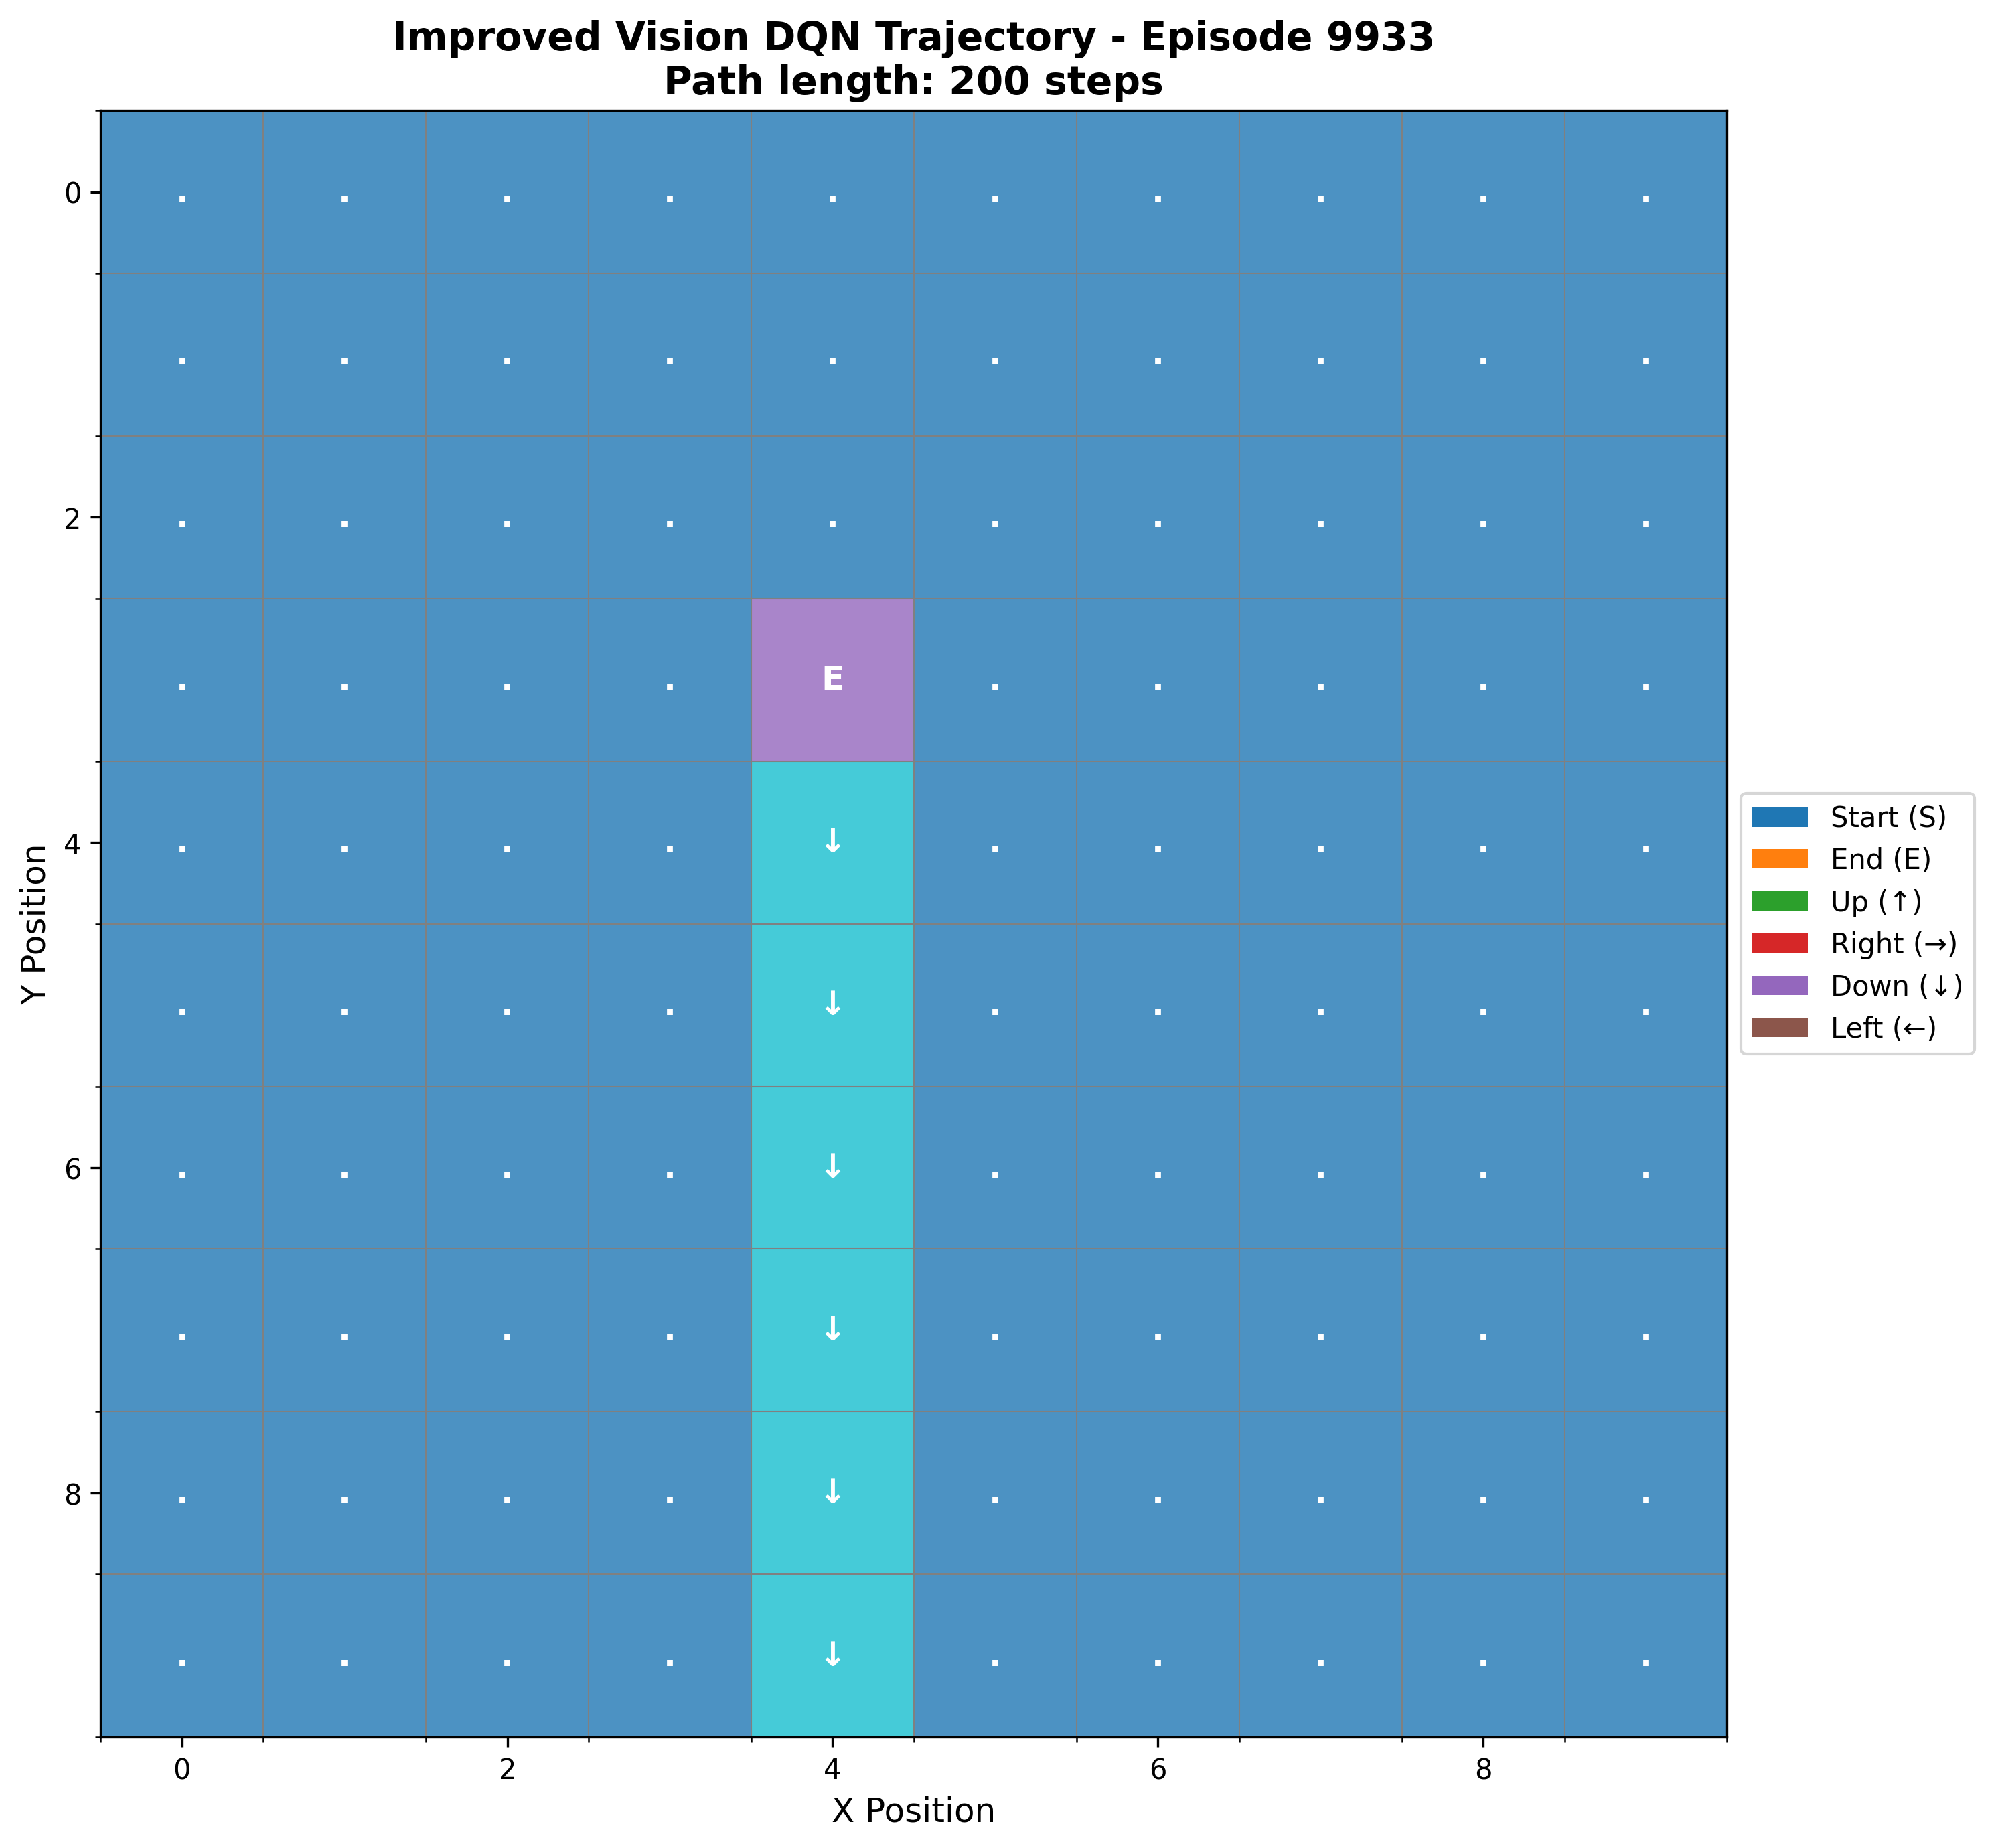 Improved Vision DQN Trajectory - Episode 9933
Path length: 200 steps
0
2
E
4 ↓
↓
6 ↓
↓
8 ↓
↓
0 2 4 6 8
X Position
Y Position
Start (S)
End (E)
Up (↑)
Right (→)
Down (↓)
Left (←)